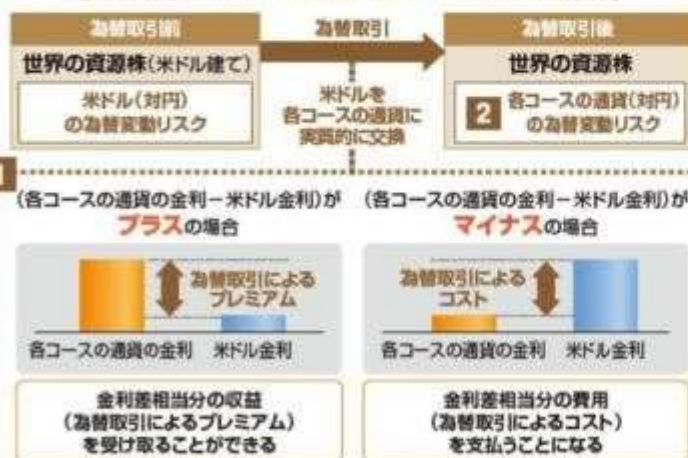 為替取引前
為替取引
為替取引後
世界の資源株(米ドル建て)
世界の資源株
米ドル(対円)
の為替変動リスク
米ドルを
各コースの通貨に
実質的に交換
2
各コースの通貨(対円)
の為替変動リスク
(各コースの通貨の金利－米ドル金利)が
プラスの場合
(各コースの通貨の金利－米ドル金利)が
マイナスの場合
為替取引による
プレミアム
為替取引による
コスト
各コースの通貨の金利
米ドル金利
各コースの通貨の金利
米ドル金利
金利差相当分の収益
(為替取引によるプレミアム)
を受け取ることができる
金利差相当分の費用
(為替取引によるコスト)
を支払うことになる